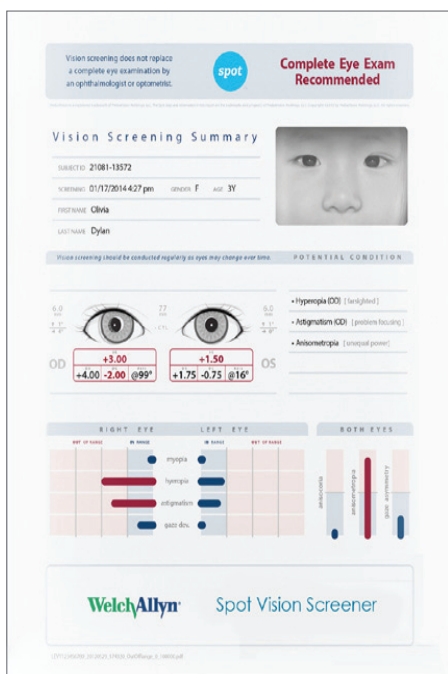 Vision screening does not replace
a complete eye examination by
an ophthalmologist or optometrist.
spot
Complete Eye Exam
Recommended
Vision Screening Summary
SUBJECT ID 21081-13572
SCREENING 01/17/2014 4:27 pm GENDER F AGE 3Y
FIRST NAME Olivia
LAST NAME Dylan
Vision screening should be conducted regularly as eyes may change over time.
POTENTIAL CONDITION
• Hyperopia (OD) [farsighted]
• Astigmatism (OD) [problem focusing]
• Anisometropia [unequal power]
6.0
mm
77
6.0
mm
OD
+3.00
+4.00 -2.00 @99°
+1.50
+1.75 -0.75 @16°
OS
RIGHT EYE LEFT EYE
OUT OF RANGE IN RANGE IN RANGE OUT OF RANGE
myopia
hyperopia
astigmatism
gaze dev.
BOTH EYES
anisocoria
anisometropia
gaze asymmetry
WelchAllyn®
Spot Vision Screener